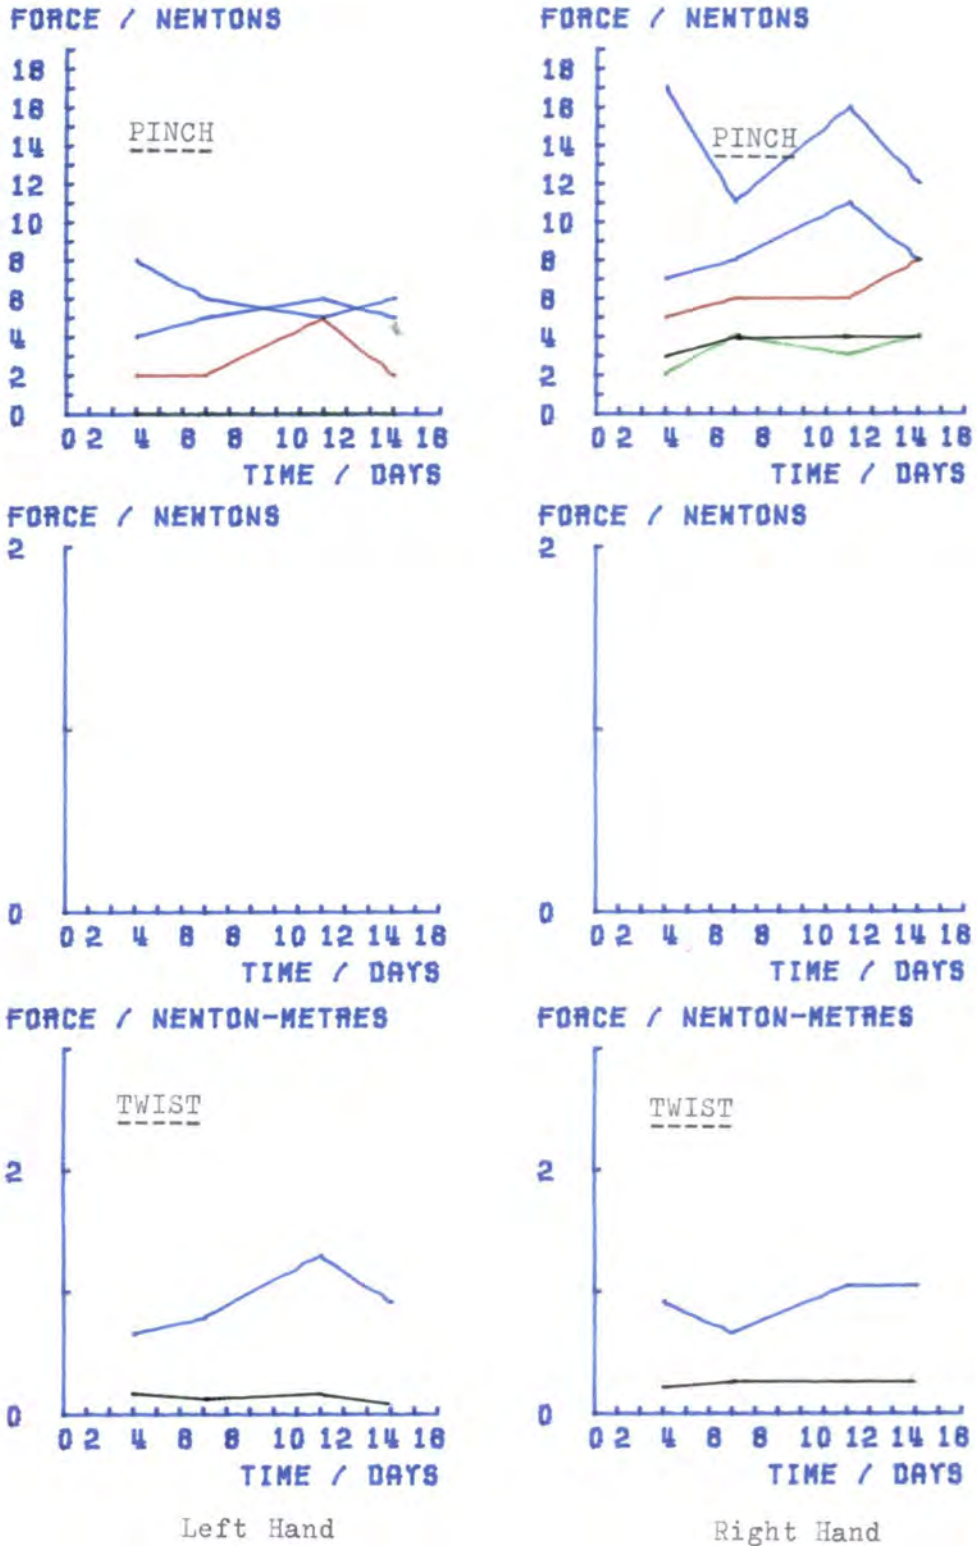 FORCE / NEWTONS
18
16
14
12
10
8
6
4
2
0
PINCH
0 2 4 6 8 10 12 14 16
TIME / DAYS
FORCE / NEWTONS
18
16
14
12
10
8
6
4
2
0
PINCH
0 2 4 6 8 10 12 14 16
TIME / DAYS
FORCE / NEWTONS
2
0
0 2 4 6 8 10 12 14 16
TIME / DAYS
FORCE / NEWTONS
2
0
0 2 4 6 8 10 12 14 16
TIME / DAYS
FORCE / NEWTON-METRES
TWIST
2
0
0 2 4 6 8 10 12 14 16
TIME / DAYS
Left Hand
FORCE / NEWTON-METRES
TWIST
2
0
0 2 4 6 8 10 12 14 16
TIME / DAYS
Right Hand